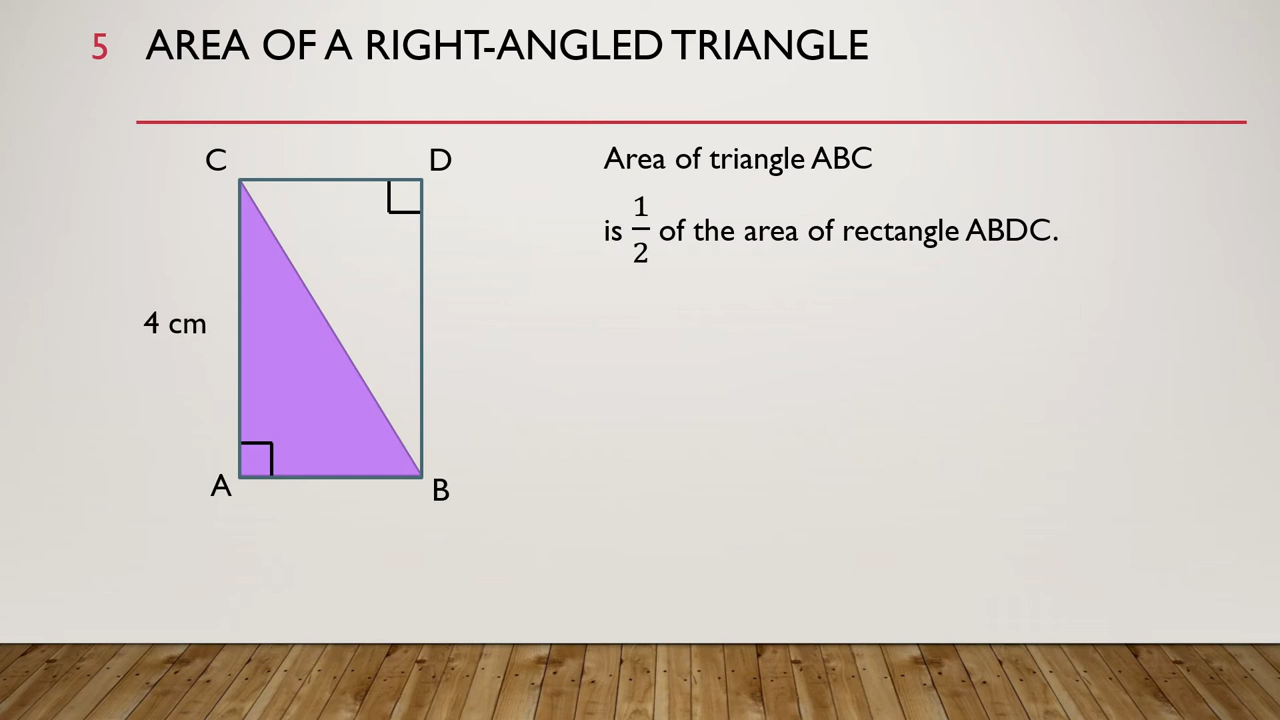 5 AREA OF A RIGHT-ANGLED TRIANGLE
C D
Area of triangle ABC
is 1/2 of the area of rectangle ABDC.
4 cm
A B